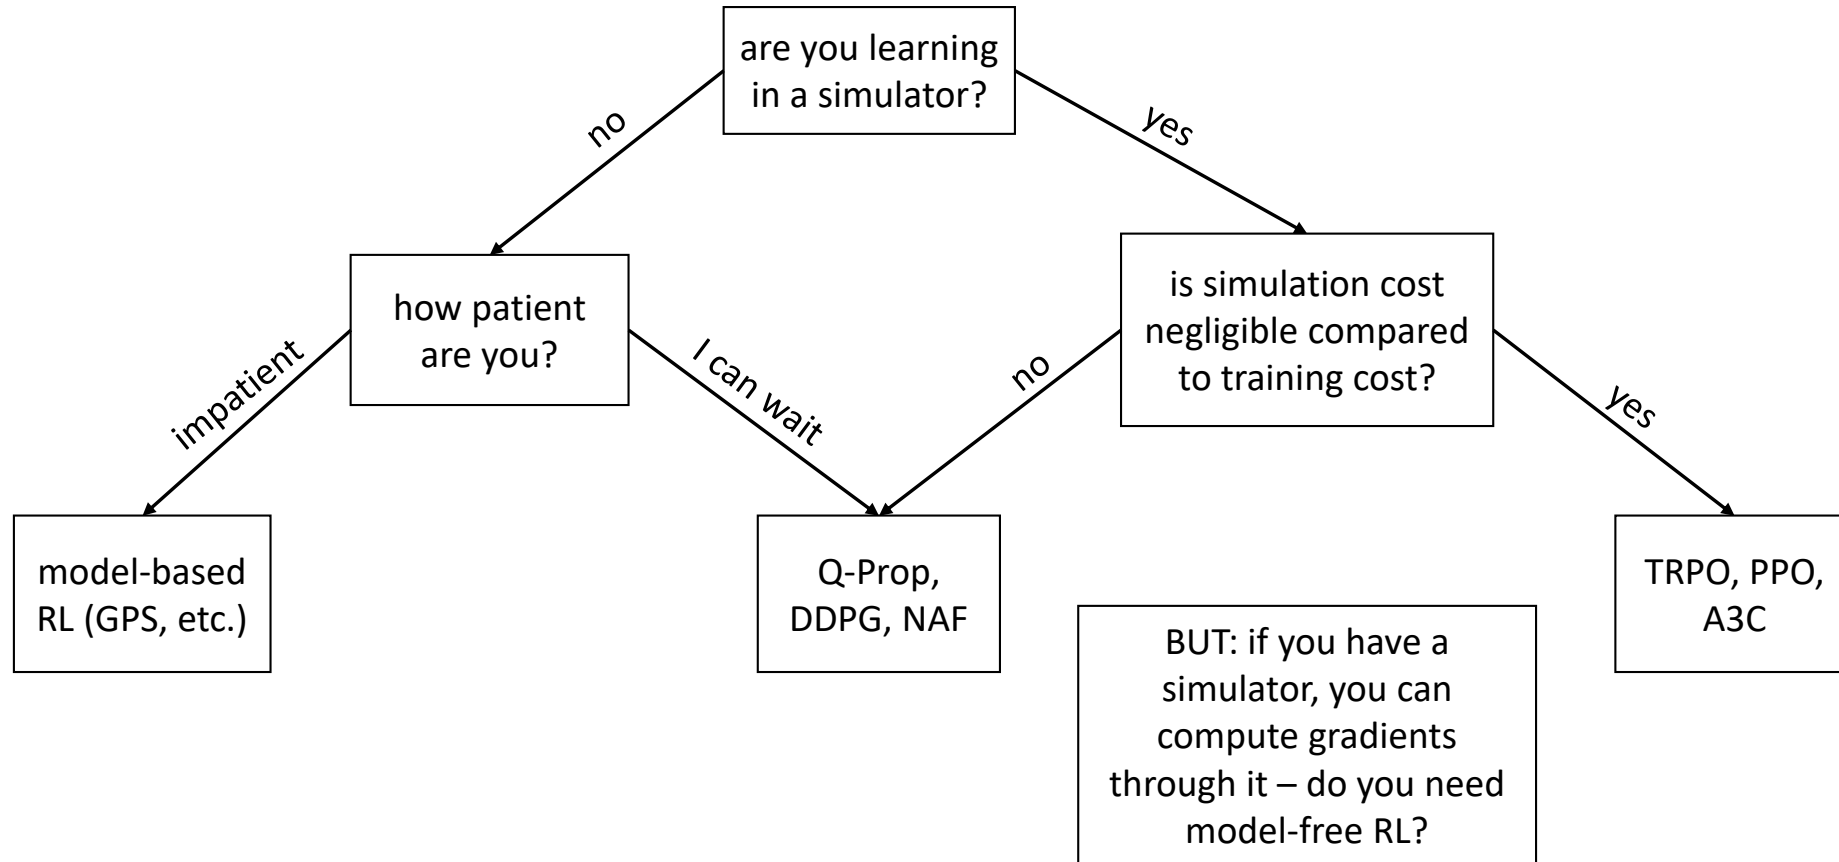 are you learning
in a simulator?
no
yes
how patient
are you?
is simulation cost
negligible compared
to training cost?
impatient
I can wait
no
yes
model-based
RL (GPS, etc.)
Q-Prop,
DDPG, NAF
TRPO, PPO,
A3C
BUT: if you have a
simulator, you can
compute gradients
through it – do you need
model-free RL?